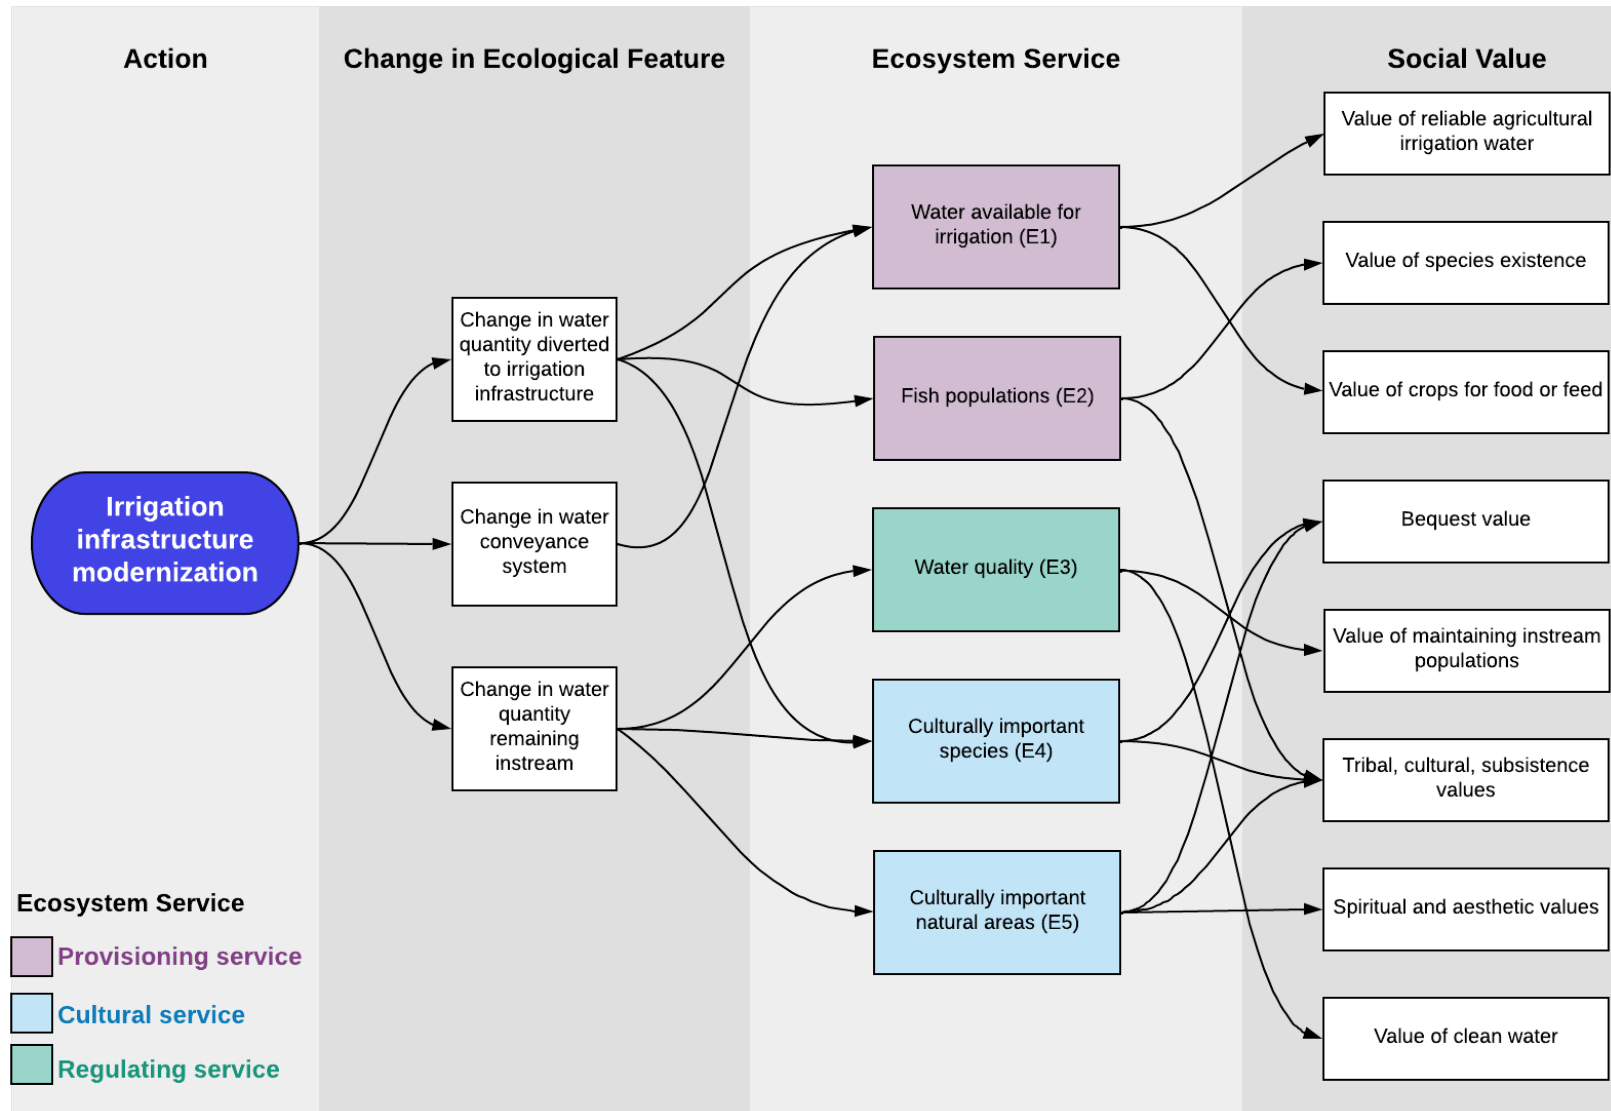 Action
Change in Ecological Feature
Ecosystem Service
Social Value
Irrigation
infrastructure
modernization
Change in water
quantity diverted
to irrigation
infrastructure
Change in water
conveyance
system
Change in water
quantity
remaining
instream
Water available for
irrigation (E1)
Fish populations (E2)
Water quality (E3)
Culturally important
species (E4)
Culturally important
natural areas (E5)
Value of reliable agricultural
irrigation water
Value of species existence
Value of crops for food or feed
Bequest value
Value of maintaining instream
populations
Tribal, cultural, subsistence
values
Spiritual and aesthetic values
Value of clean water
Ecosystem Service
Provisioning service
Cultural service
Regulating service